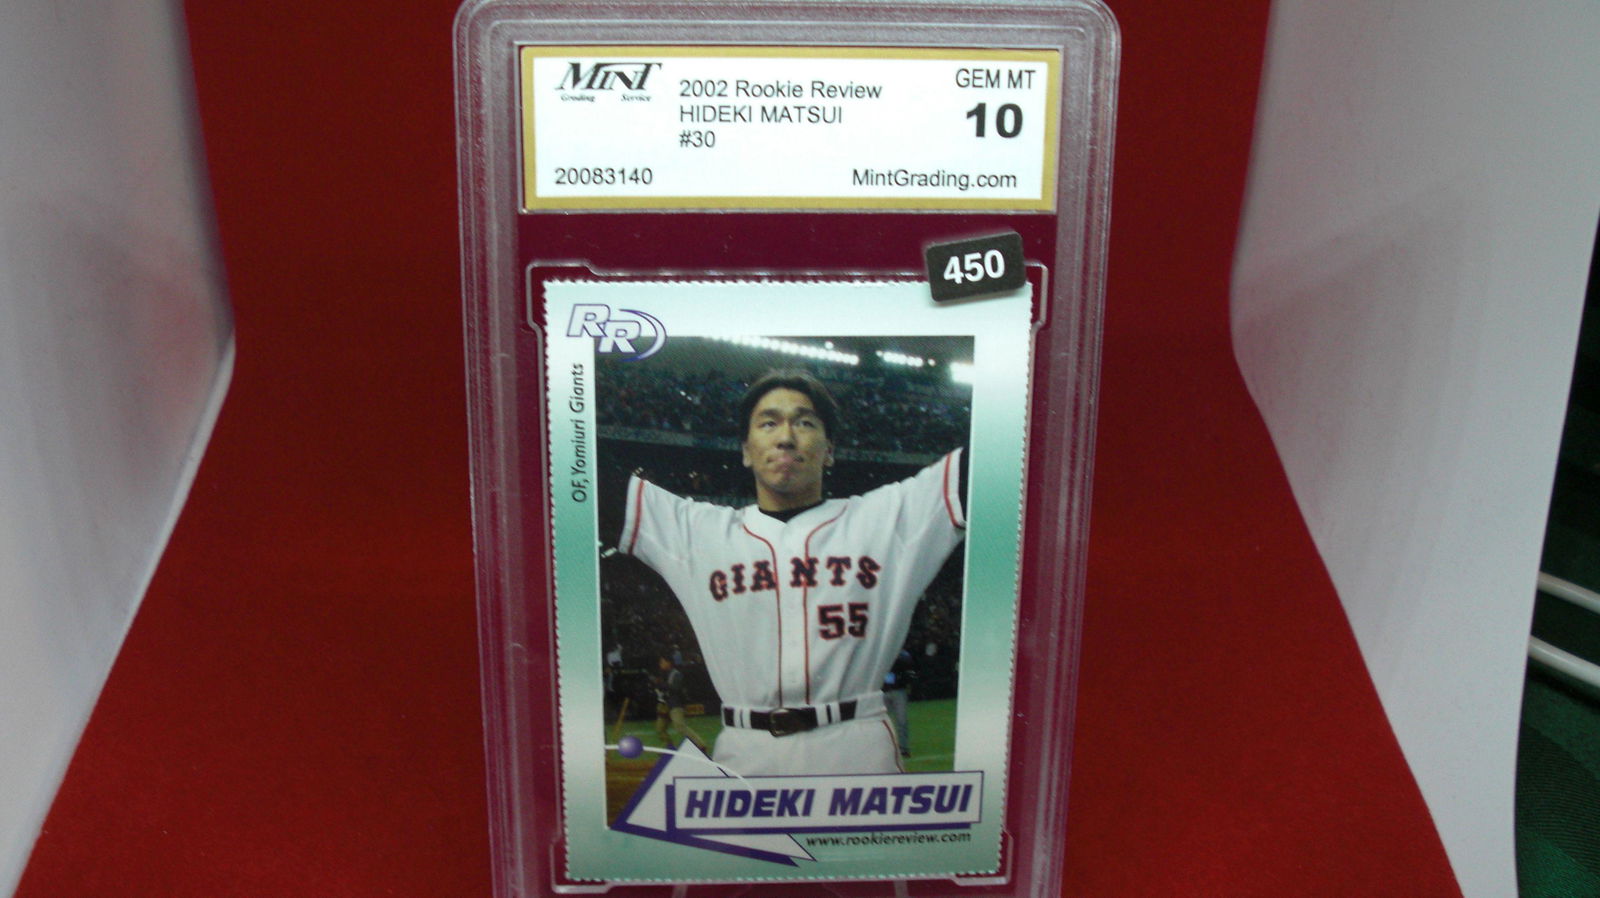 MINT
Grading Service
2002 Rookie Review
HIDEKI MATSUI
#30
GEM MT
10
20083140
MintGrading.com
450
RR
OF, Yomiuri Giants
GIANTS
55
HIDEKI MATSUI
www.rookiereview.com